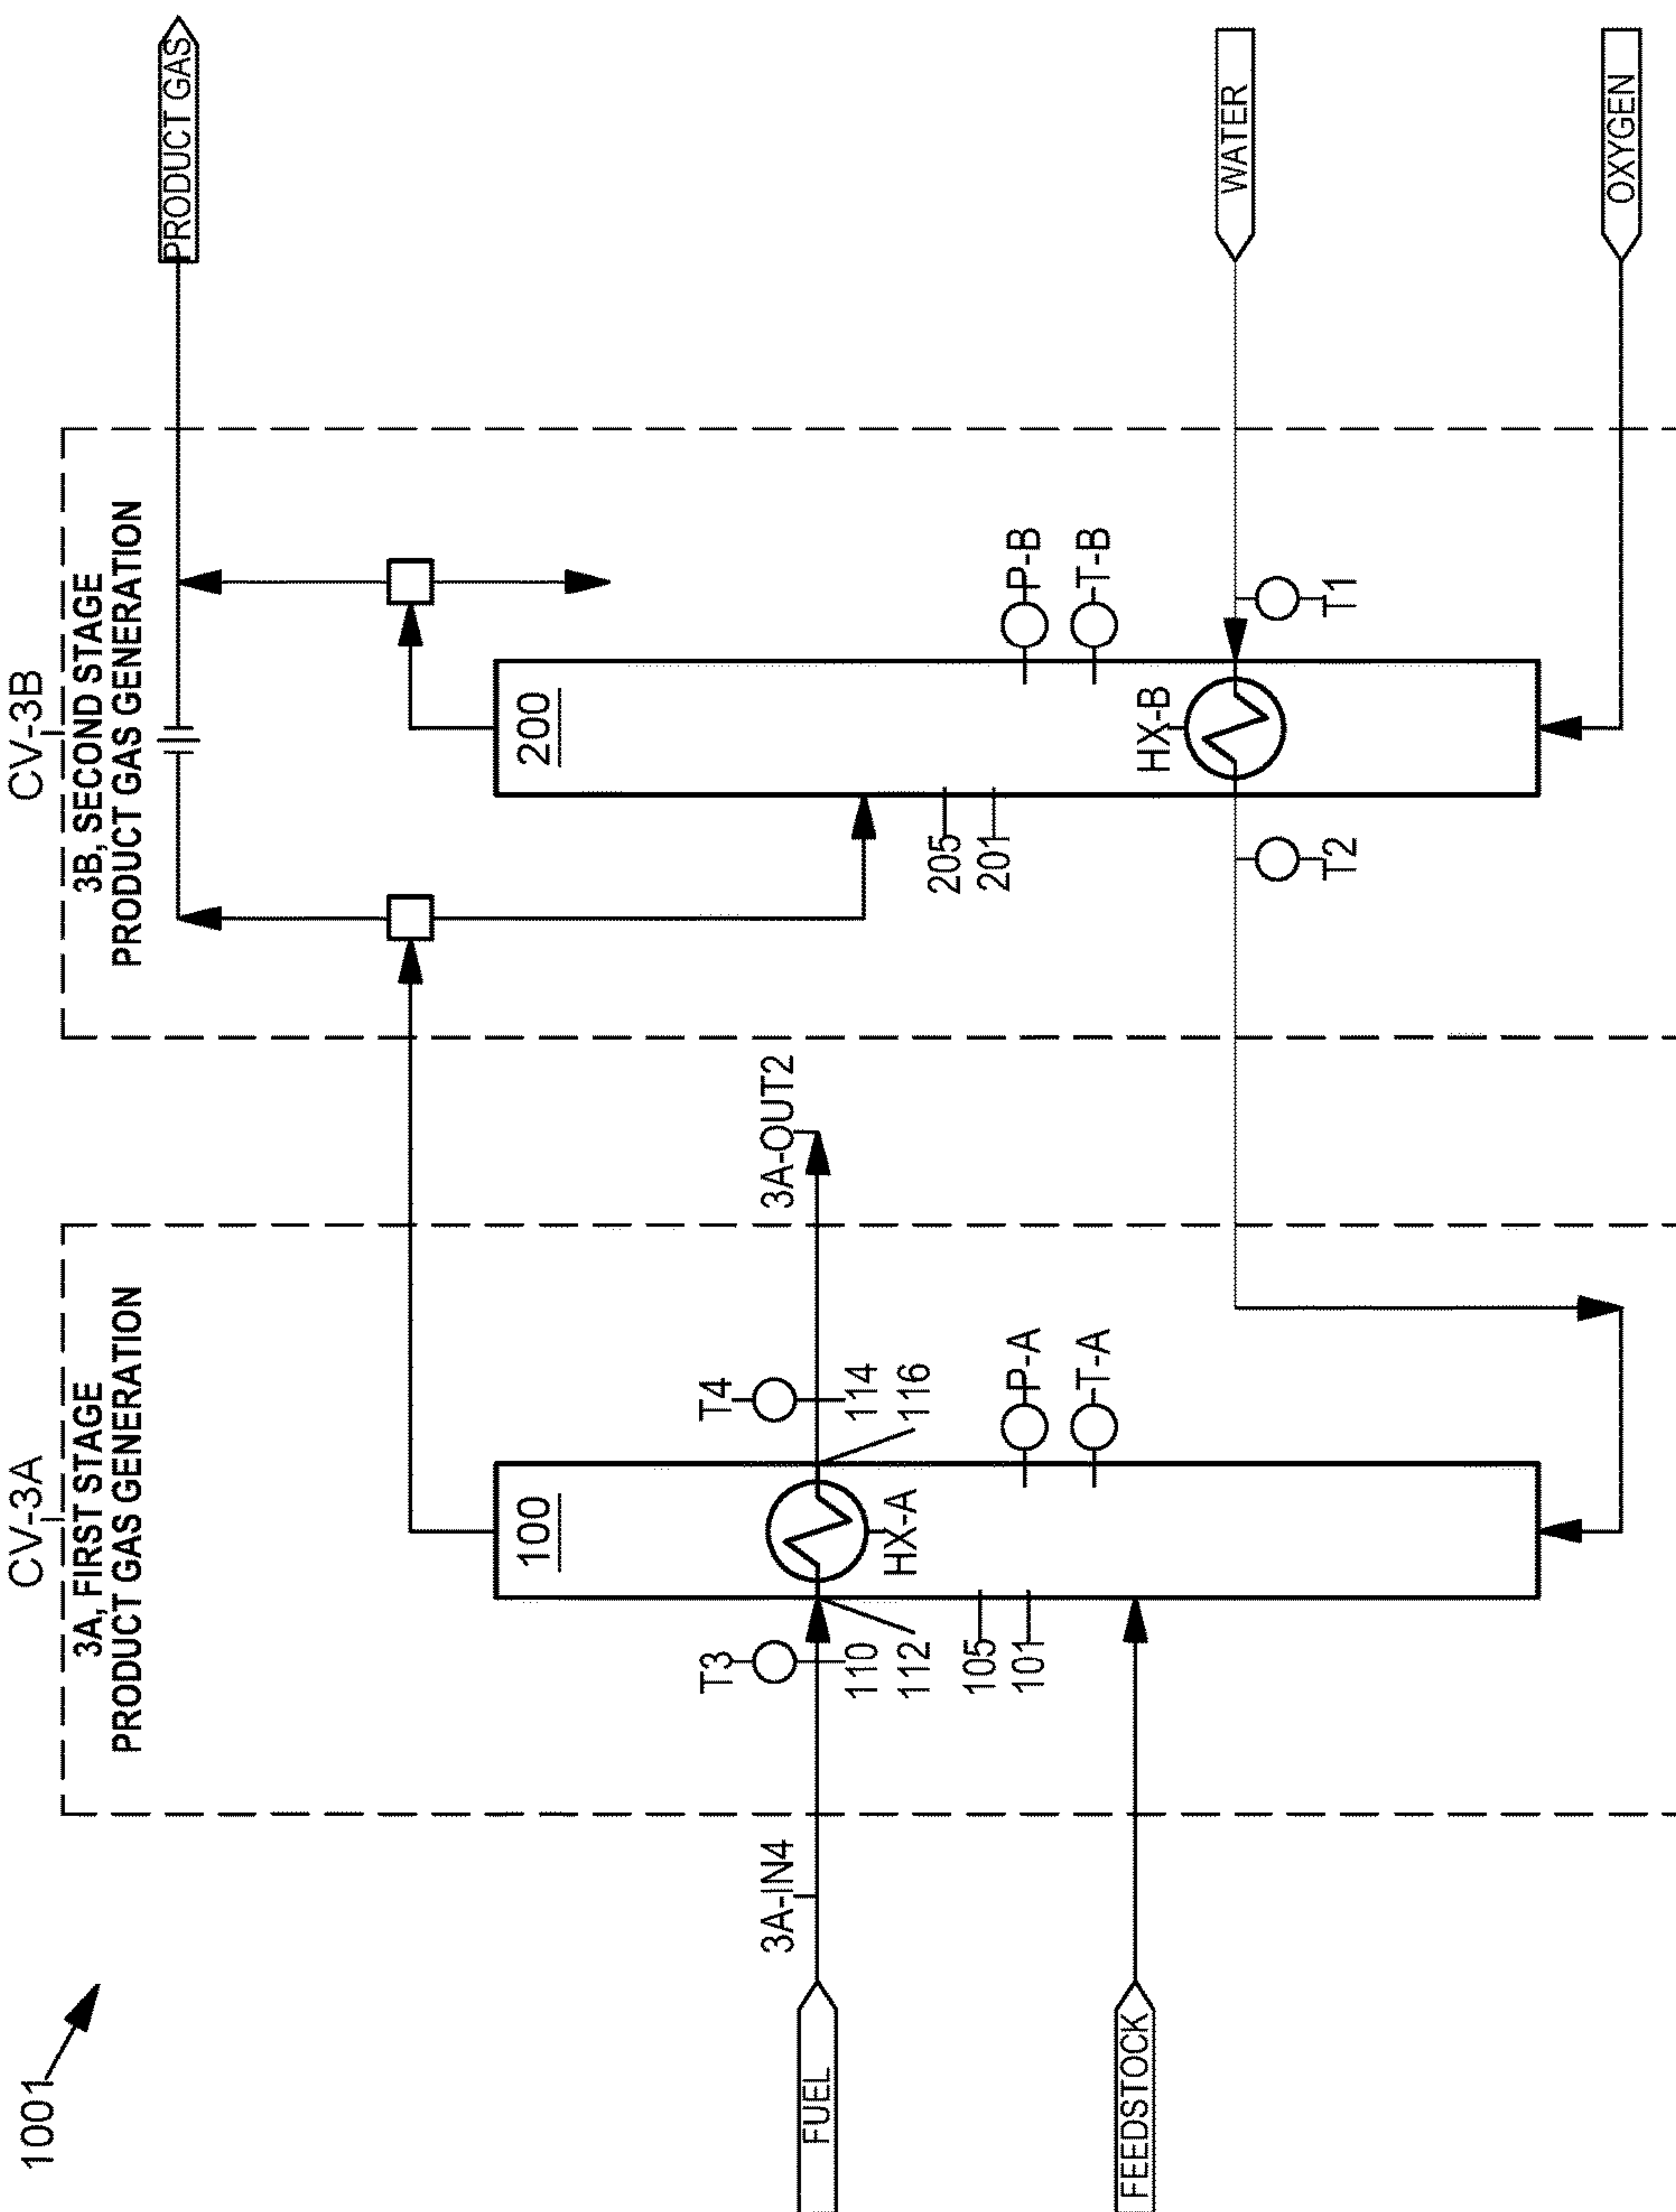 1001
CV-3A
3A, FIRST STAGE
PRODUCT GAS GENERATION
CV-3B
3B, SECOND STAGE
PRODUCT GAS GENERATION
PRODUCT GAS
100
200
T3
T4
3A-IN4
3A-OUT2
FUEL
110
112
114
116
HX-A
105
101
P-A
T-A
FEEDSTOCK
205
201
P-B
T-B
HX-B
WATER
T1
T2
OXYGEN